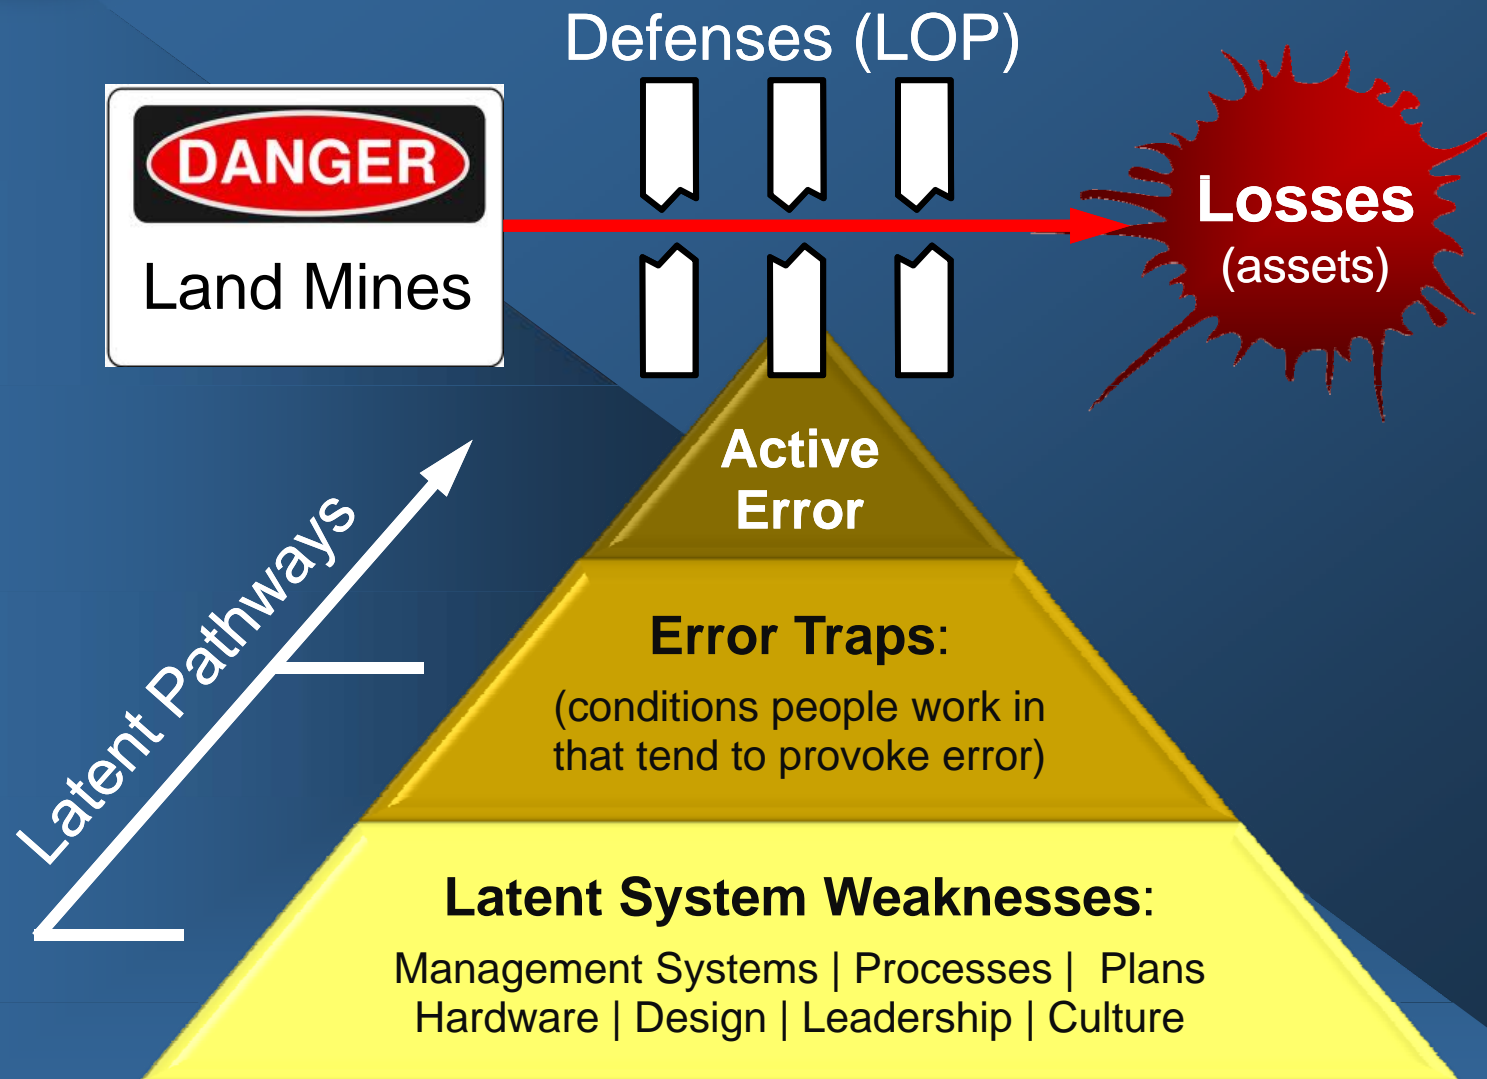 Defenses (LOP)
DANGER
Land Mines
Losses
(assets)
Latent Pathways
Active
Error
Error Traps:
(conditions people work in
that tend to provoke error)
Latent System Weaknesses:
Management Systems | Processes | Plans
Hardware | Design | Leadership | Culture